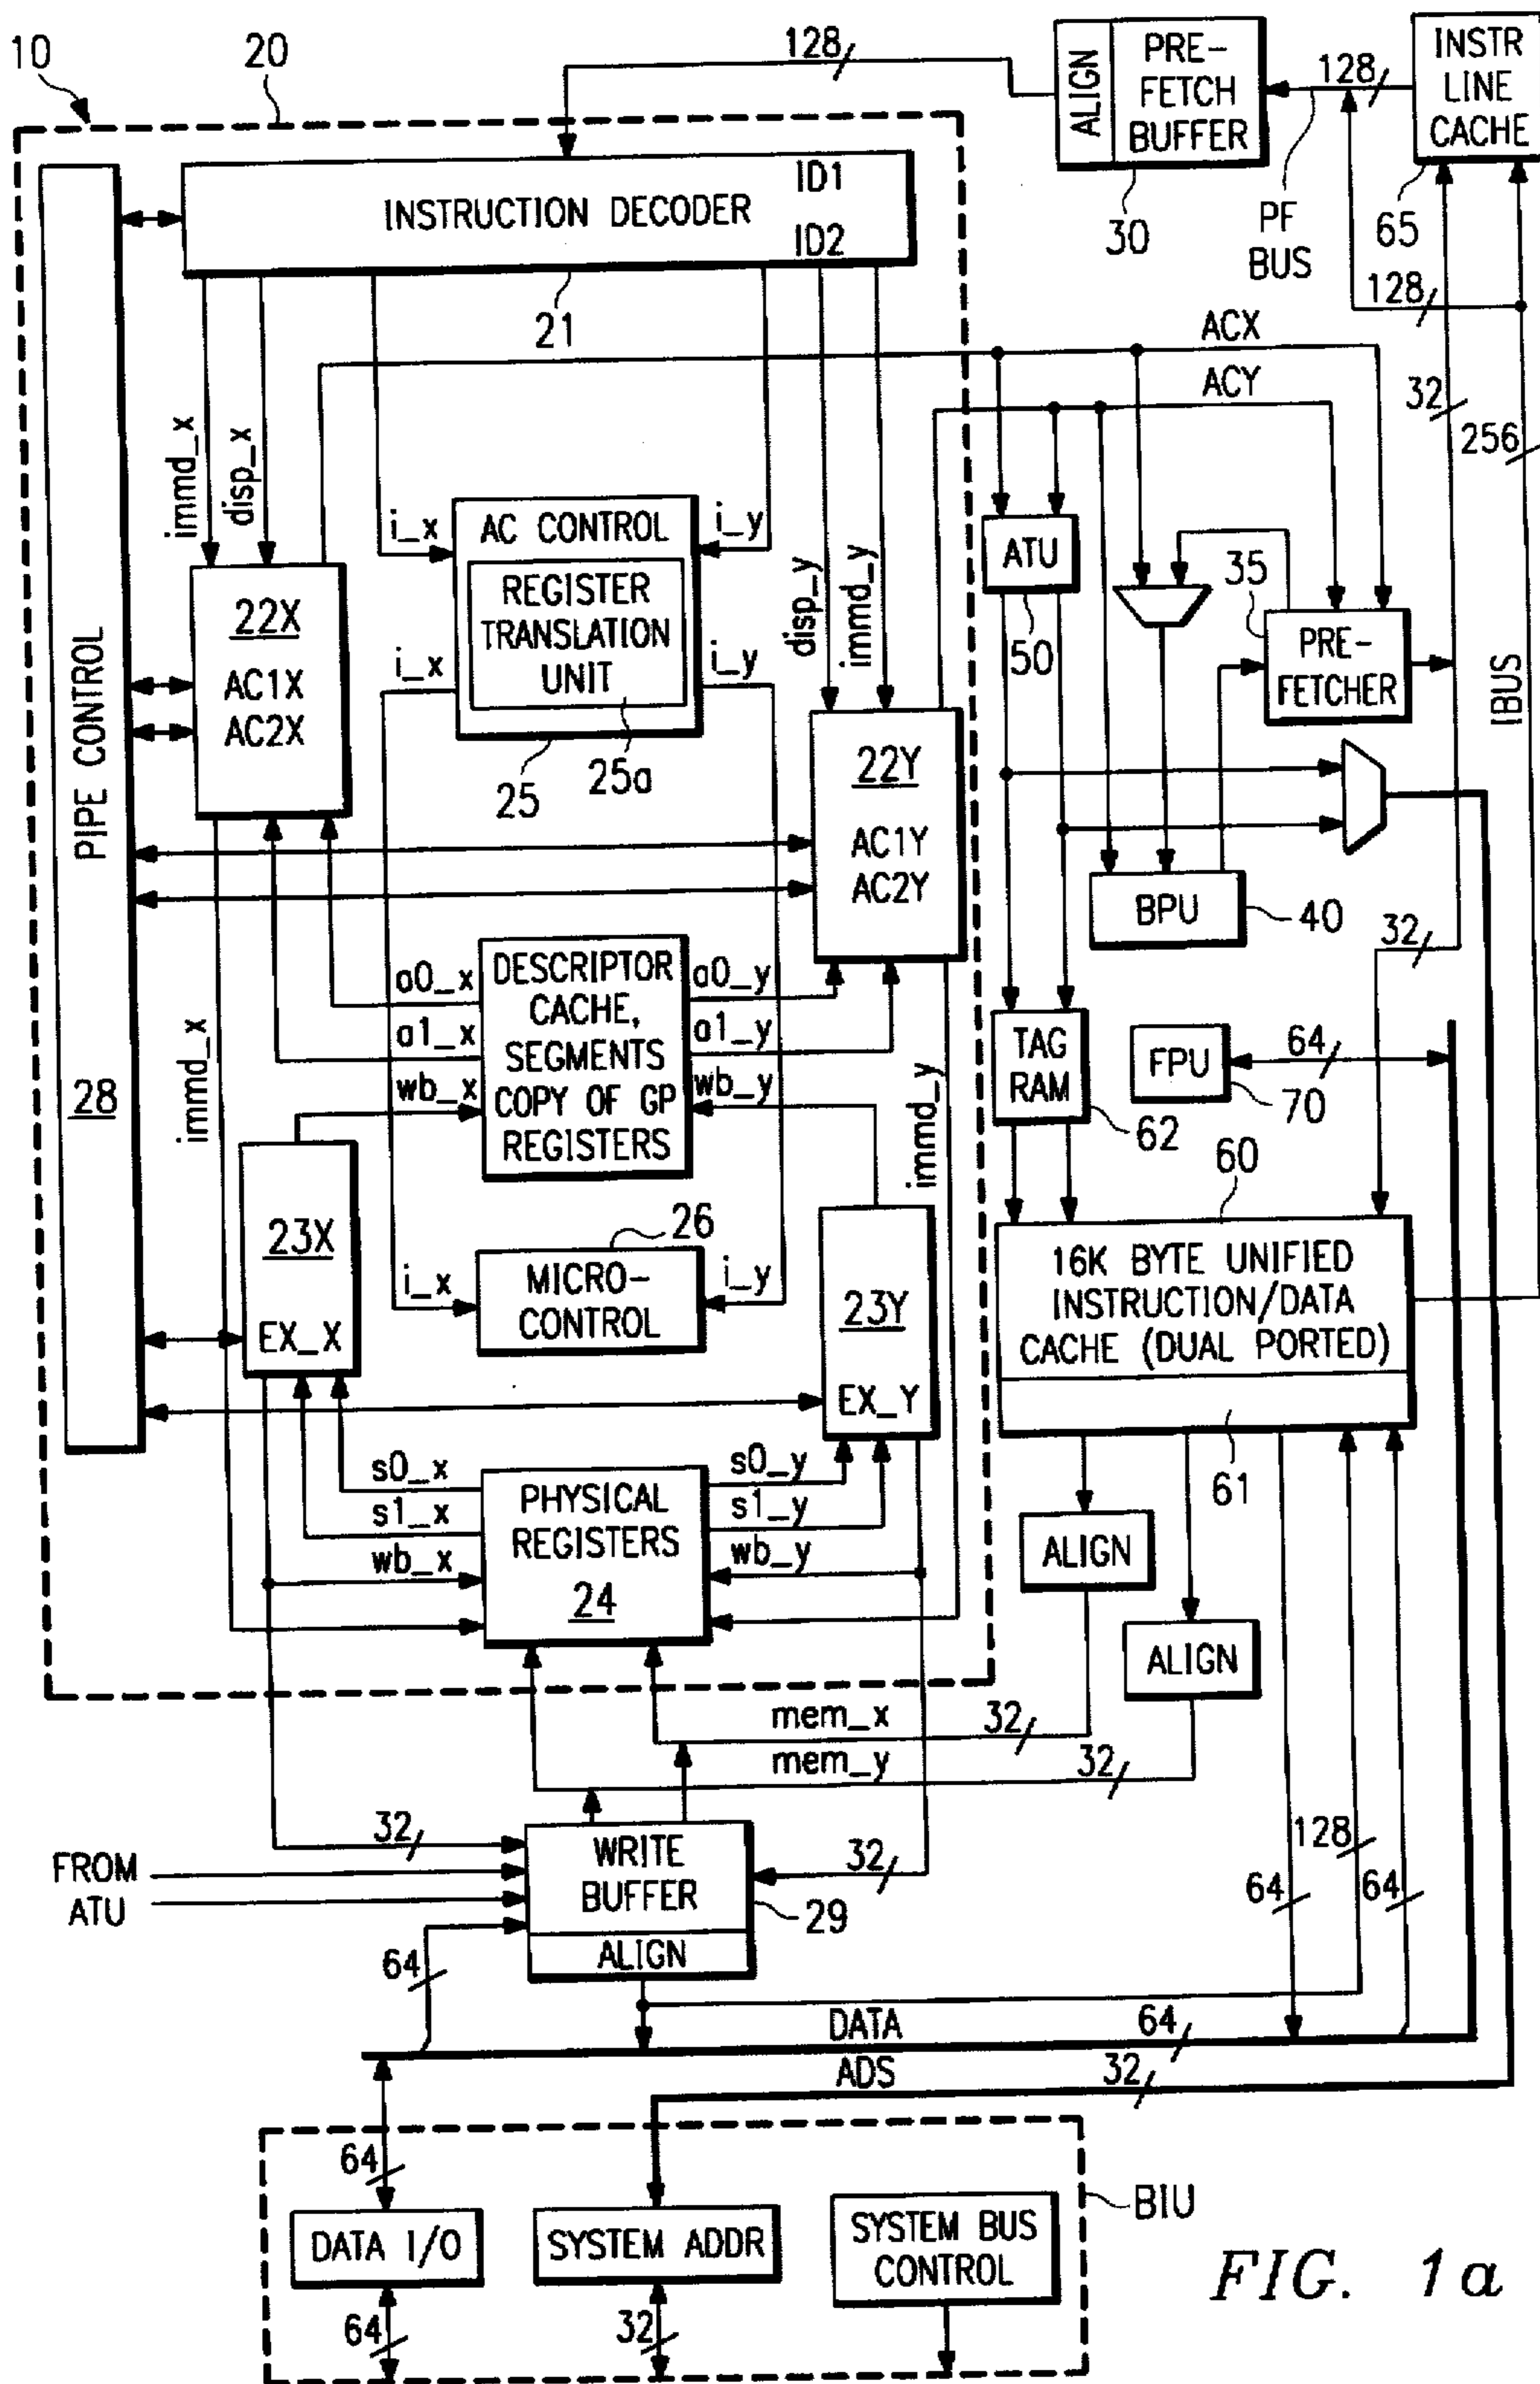 10
20
128
ALIGN
PRE-
FETCH
BUFFER
30
128
PF
BUS
INSTR
LINE
CACHE
65
128
INSTRUCTION DECODER
ID1
ID2
21
ACX
ACY
32
256
IBUS
PIPE CONTROL
28
immd_x
disp_x
i_x
AC CONTROL
i_y
REGISTER
TRANSLATION
UNIT
i_x
i_y
25
25a
disp_y
immd_y
22X
AC1X
AC2X
22Y
AC1Y
AC2Y
ATU
50
35
PRE-
FETCHER
BPU
40
32
immd_x
a0_x
a1_x
wb_x
DESCRIPTOR
CACHE,
SEGMENTS
COPY OF GP
REGISTERS
a0_y
a1_y
wb_y
immd_y
TAG
RAM
62
FPU
70
64
23X
EX_X
i_x
MICRO-
CONTROL
26
i_y
23Y
EX_Y
60
16K BYTE UNIFIED
INSTRUCTION/DATA
CACHE (DUAL PORTED)
61
s0_x
s1_x
wb_x
PHYSICAL
REGISTERS
24
s0_y
s1_y
wb_y
ALIGN
ALIGN
mem_x
32
mem_y
32
32
FROM
ATU
WRITE
BUFFER
ALIGN
29
32
64
64
128
64
DATA
64
ADS
32
64
DATA I/O
64
SYSTEM ADDR
32
SYSTEM BUS
CONTROL
BIU
FIG. 1a